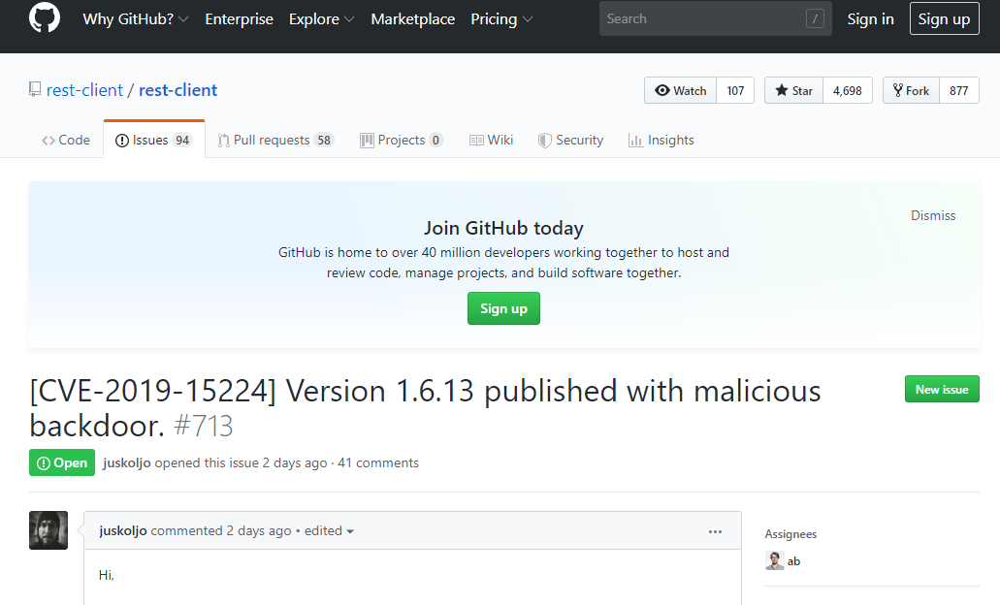 Why GitHub? Enterprise Explore Marketplace Pricing Search / Sign in Sign up
rest-client / rest-client Watch 107 Star 4,698 Fork 877
Code Issues 94 Pull requests 58 Projects 0 Wiki Security Insights
Dismiss
Join GitHub today
GitHub is home to over 40 million developers working together to host and
review code, manage projects, and build software together.
Sign up
[CVE-2019-15224] Version 1.6.13 published with malicious
backdoor. #713
New issue
Open juskoljo opened this issue 2 days ago · 41 comments
juskoljo commented 2 days ago • edited
Hi,
Assignees
ab